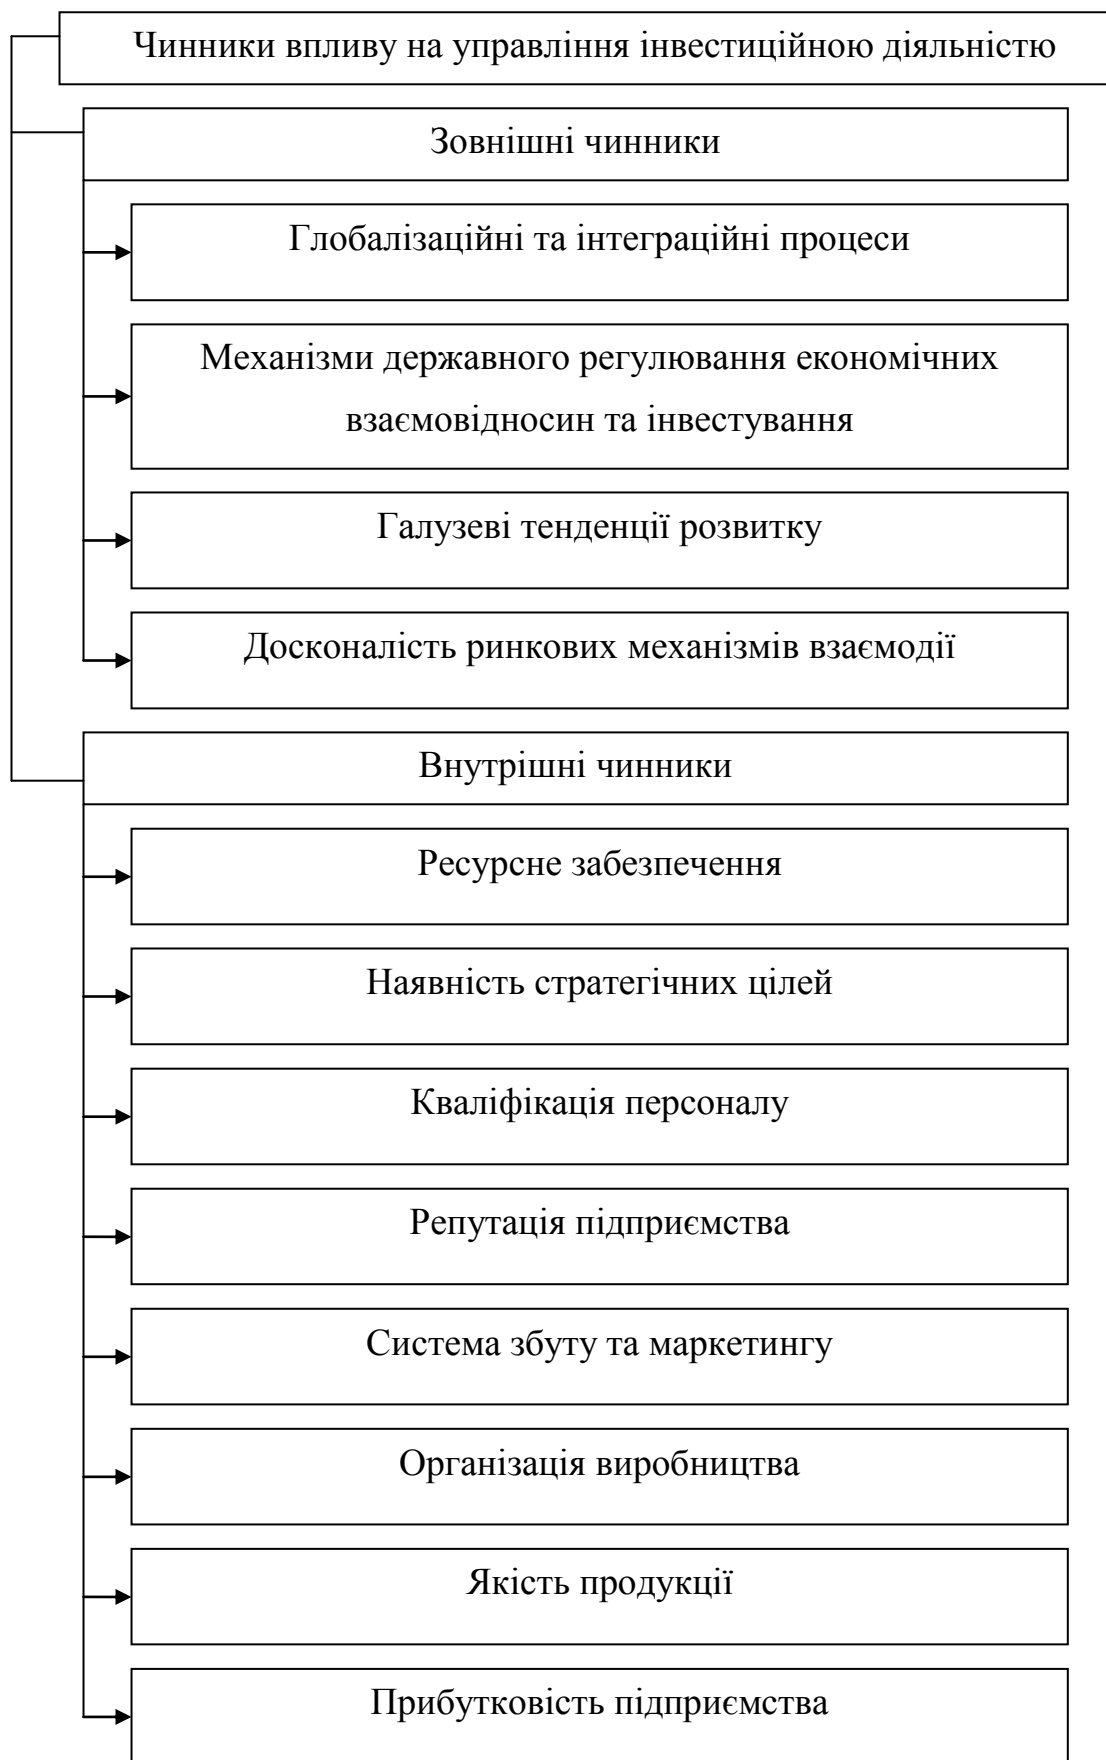 Чинники впливу на управління інвестиційною діяльністю
Зовнішні чинники
Глобалізаційні та інтеграційні процеси
Механізми державного регулювання економічних
взаємовідносин та інвестування
Галузеві тенденції розвитку
Досконалість ринкових механізмів взаємодії
Внутрішні чинники
Ресурсне забезпечення
Наявність стратегічних цілей
Кваліфікація персоналу
Репутація підприємства
Система збуту та маркетингу
Організація виробництва
Якість продукції
Прибутковість підприємства